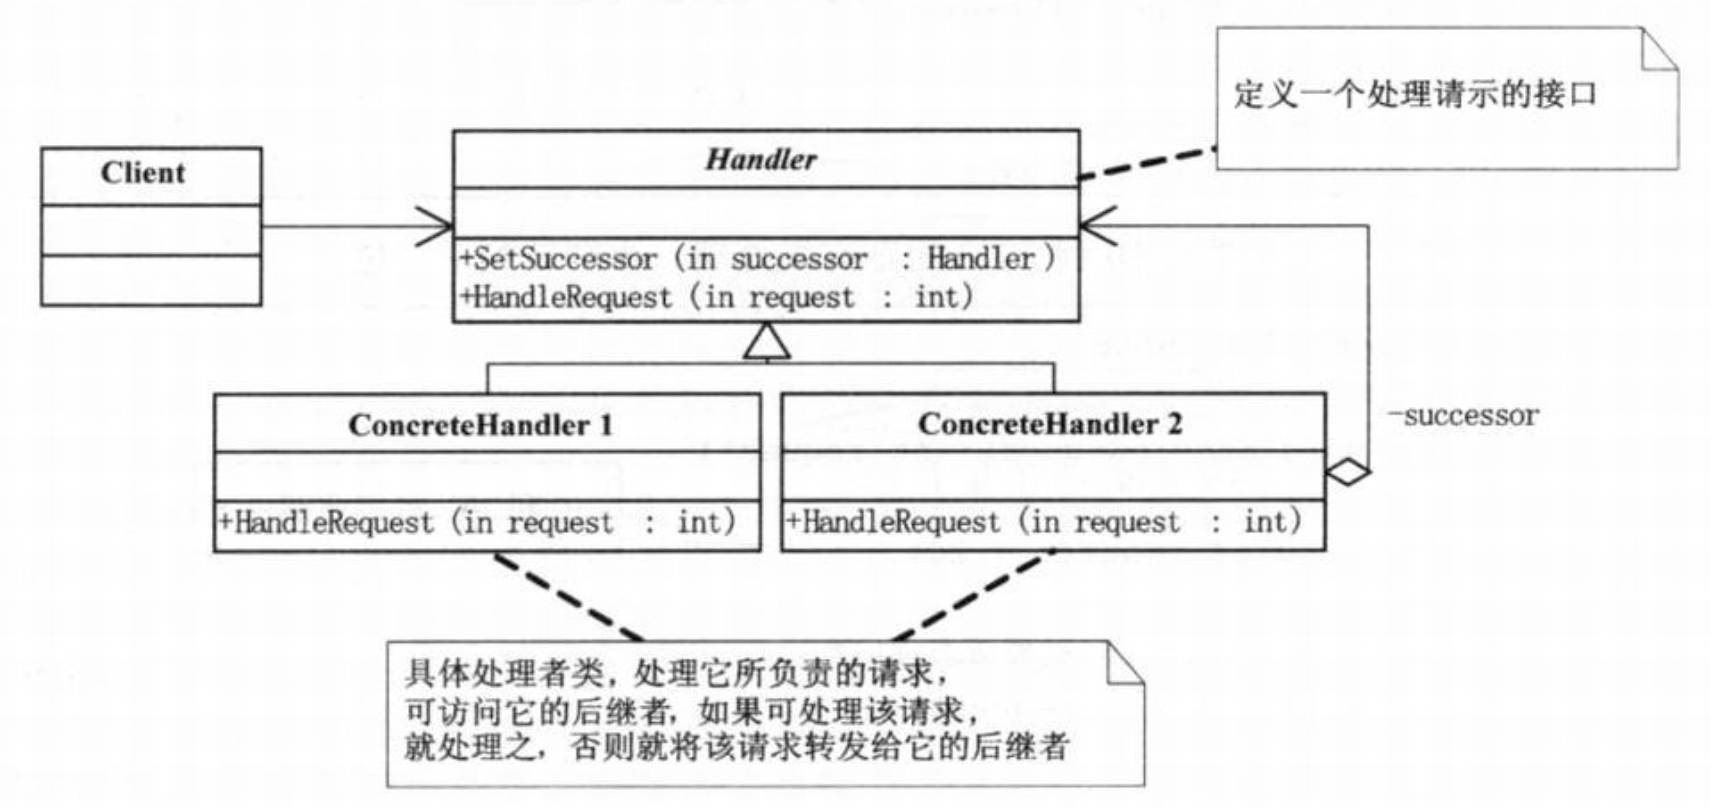 定义一个处理请示的接口
Client
Handler
+SetSuccessor (in successor : Handler)
+HandleRequest (in request : int)
ConcreteHandler 1
ConcreteHandler 2
-successor
+HandleRequest (in request : int)
+HandleRequest (in request : int)
具体处理者类，处理它所负责的请求，
可访问它的后继者，如果可处理该请求，
就处理之，否则就将该请求转发给它的后继者